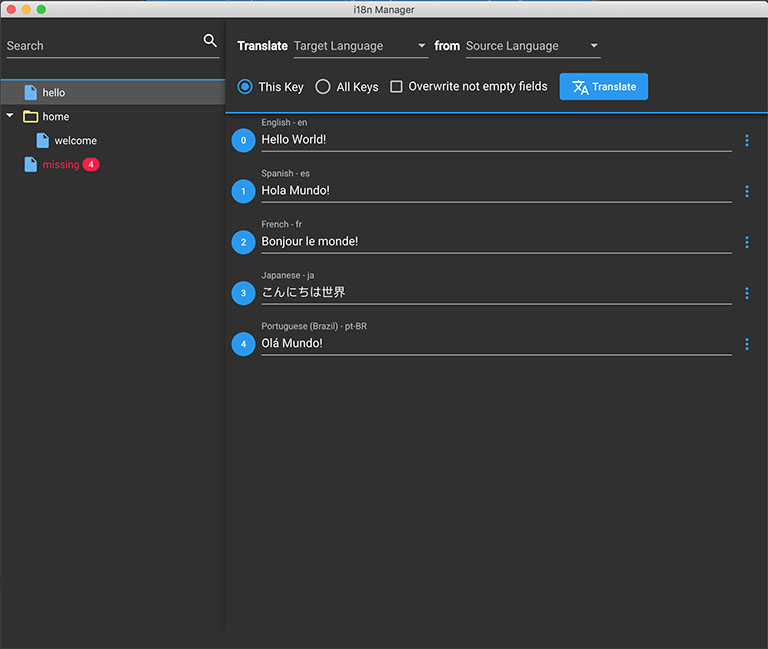 i18n Manager
Search
hello
home
welcome
missing 4
Translate Target Language from Source Language
This Key All Keys Overwrite not empty fields Translate
English - en
0 Hello World!
Spanish - es
1 Hola Mundo!
French - fr
2 Bonjour le monde!
Japanese - ja
3 こんにちは世界
Portuguese (Brazil) - pt-BR
4 Olá Mundo!